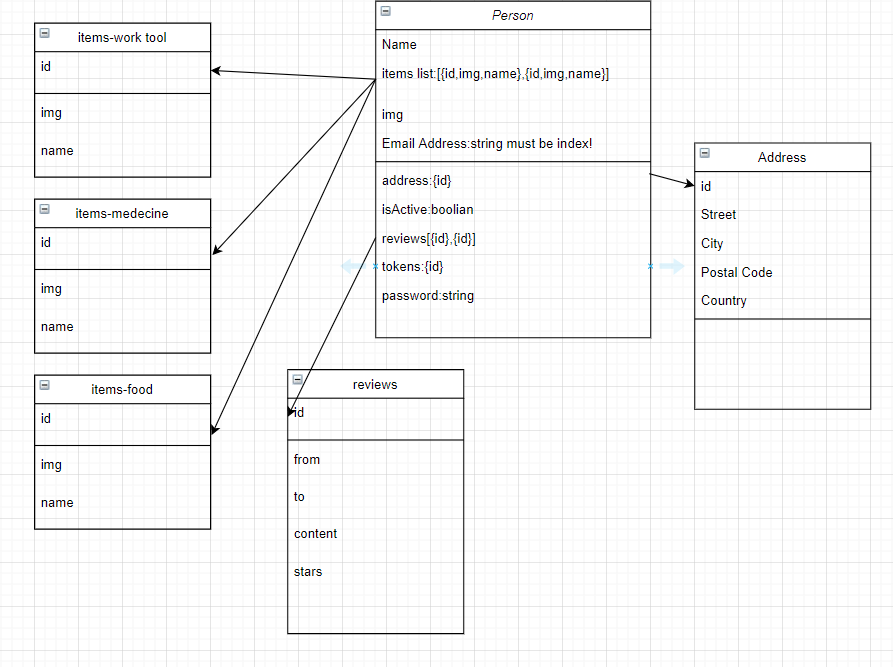 items-work tool
id
img
name
items-medecine
id
img
name
items-food
id
img
name
Person
Name
items list:[{id,img,name},{id,img,name}]
img
Email Address:string must be index!
address:{id}
isActive:boolian
reviews[{id},{id}]
tokens:{id}
password:string
reviews
id
from
to
content
stars
Address
id
Street
City
Postal Code
Country